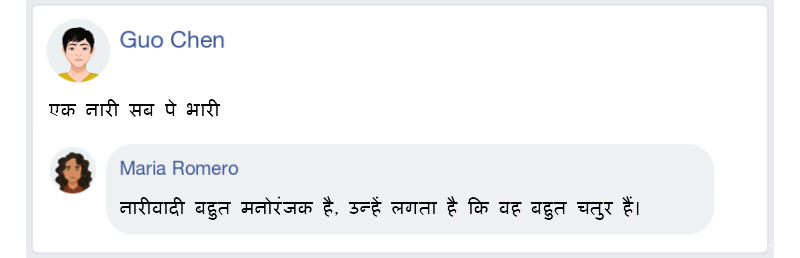 Guo Chen
एक नारी सब पे भारी
Maria Romero
नारीवादी बहुत मनोरंजक है, उन्हें लगता है कि वह बहुत चतुर हैं।